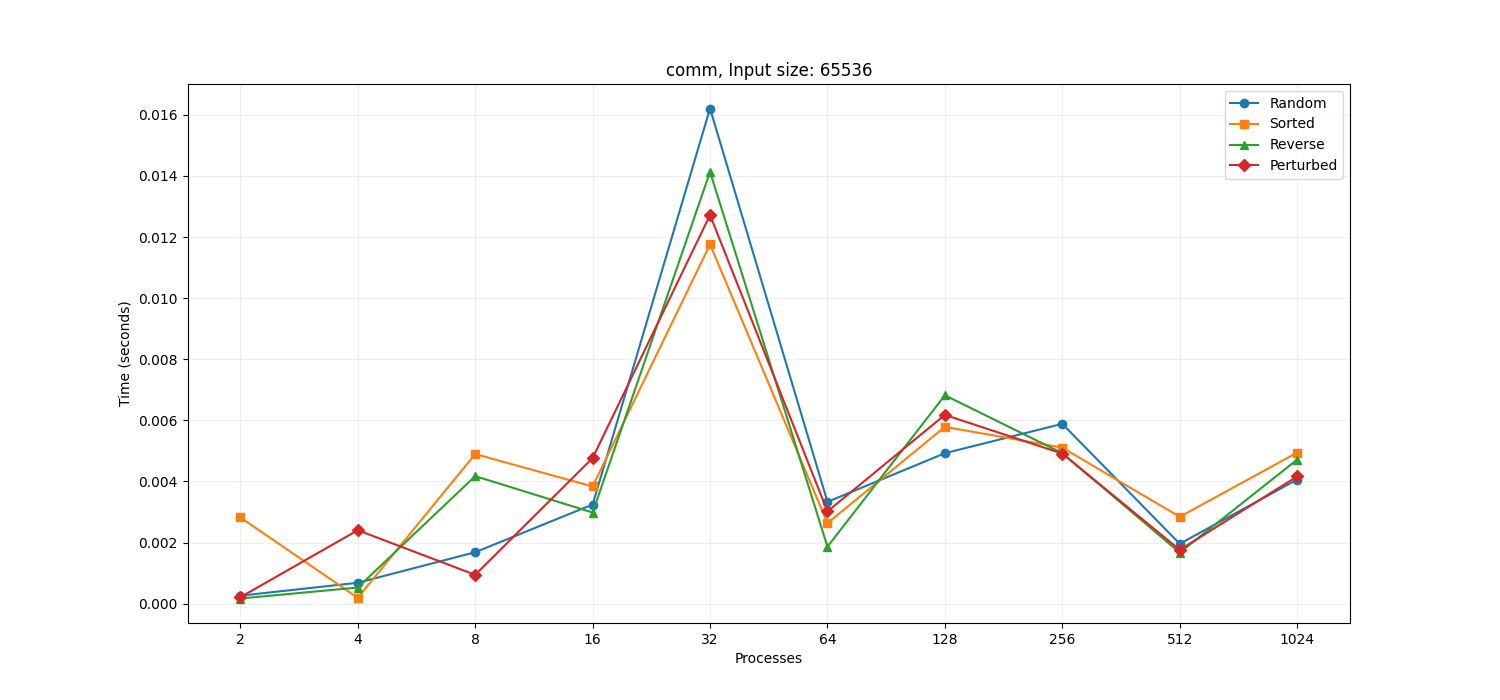 comm, Input size: 65536
Random
Sorted
Reverse
Perturbed
Time (seconds)
0.016
0.014
0.012
0.010
0.008
0.006
0.004
0.002
0.000
2 4 8 16 32 64 128 256 512 1024
Processes